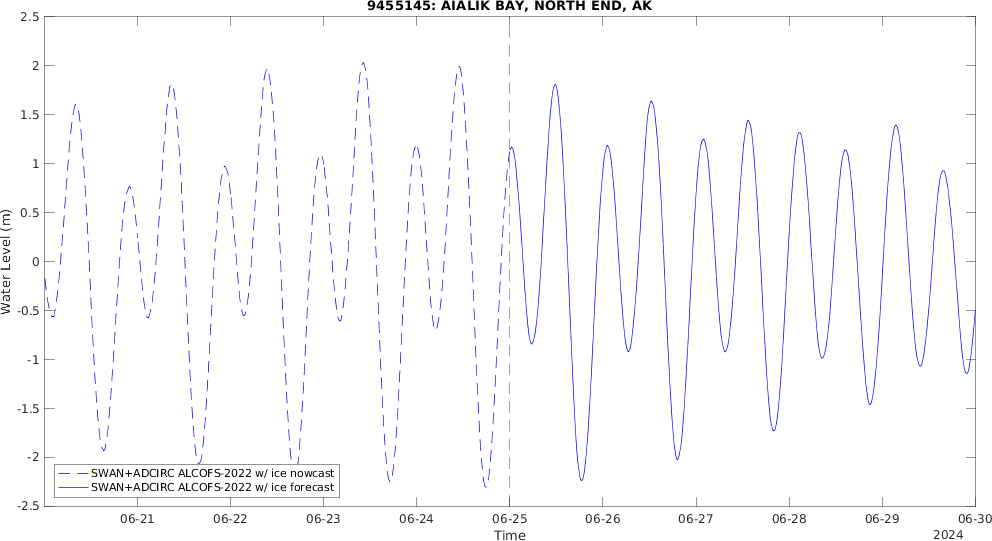 9455145: AIALIK BAY, NORTH END, AK
2.5
2
1.5
1
0.5
0
-0.5
-1
-1.5
-2
-2.5
Water Level (m)
SWAN+ADCIRC ALCOFS-2022 w/ ice nowcast
SWAN+ADCIRC ALCOFS-2022 w/ ice forecast
06-21 06-22 06-23 06-24 06-25 06-26 06-27 06-28 06-29 06-30
Time
2024